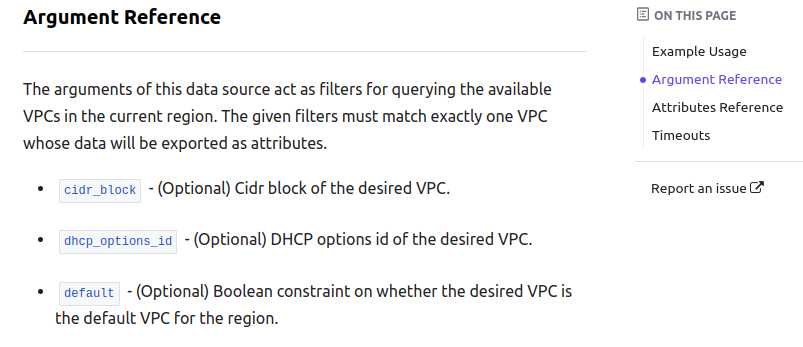 Argument Reference
The arguments of this data source act as filters for querying the available
VPCs in the current region. The given filters must match exactly one VPC
whose data will be exported as attributes.
cidr_block - (Optional) Cidr block of the desired VPC.
dhcp_options_id - (Optional) DHCP options id of the desired VPC.
default - (Optional) Boolean constraint on whether the desired VPC is
the default VPC for the region.
ON THIS PAGE
Example Usage
Argument Reference
Attributes Reference
Timeouts
Report an issue